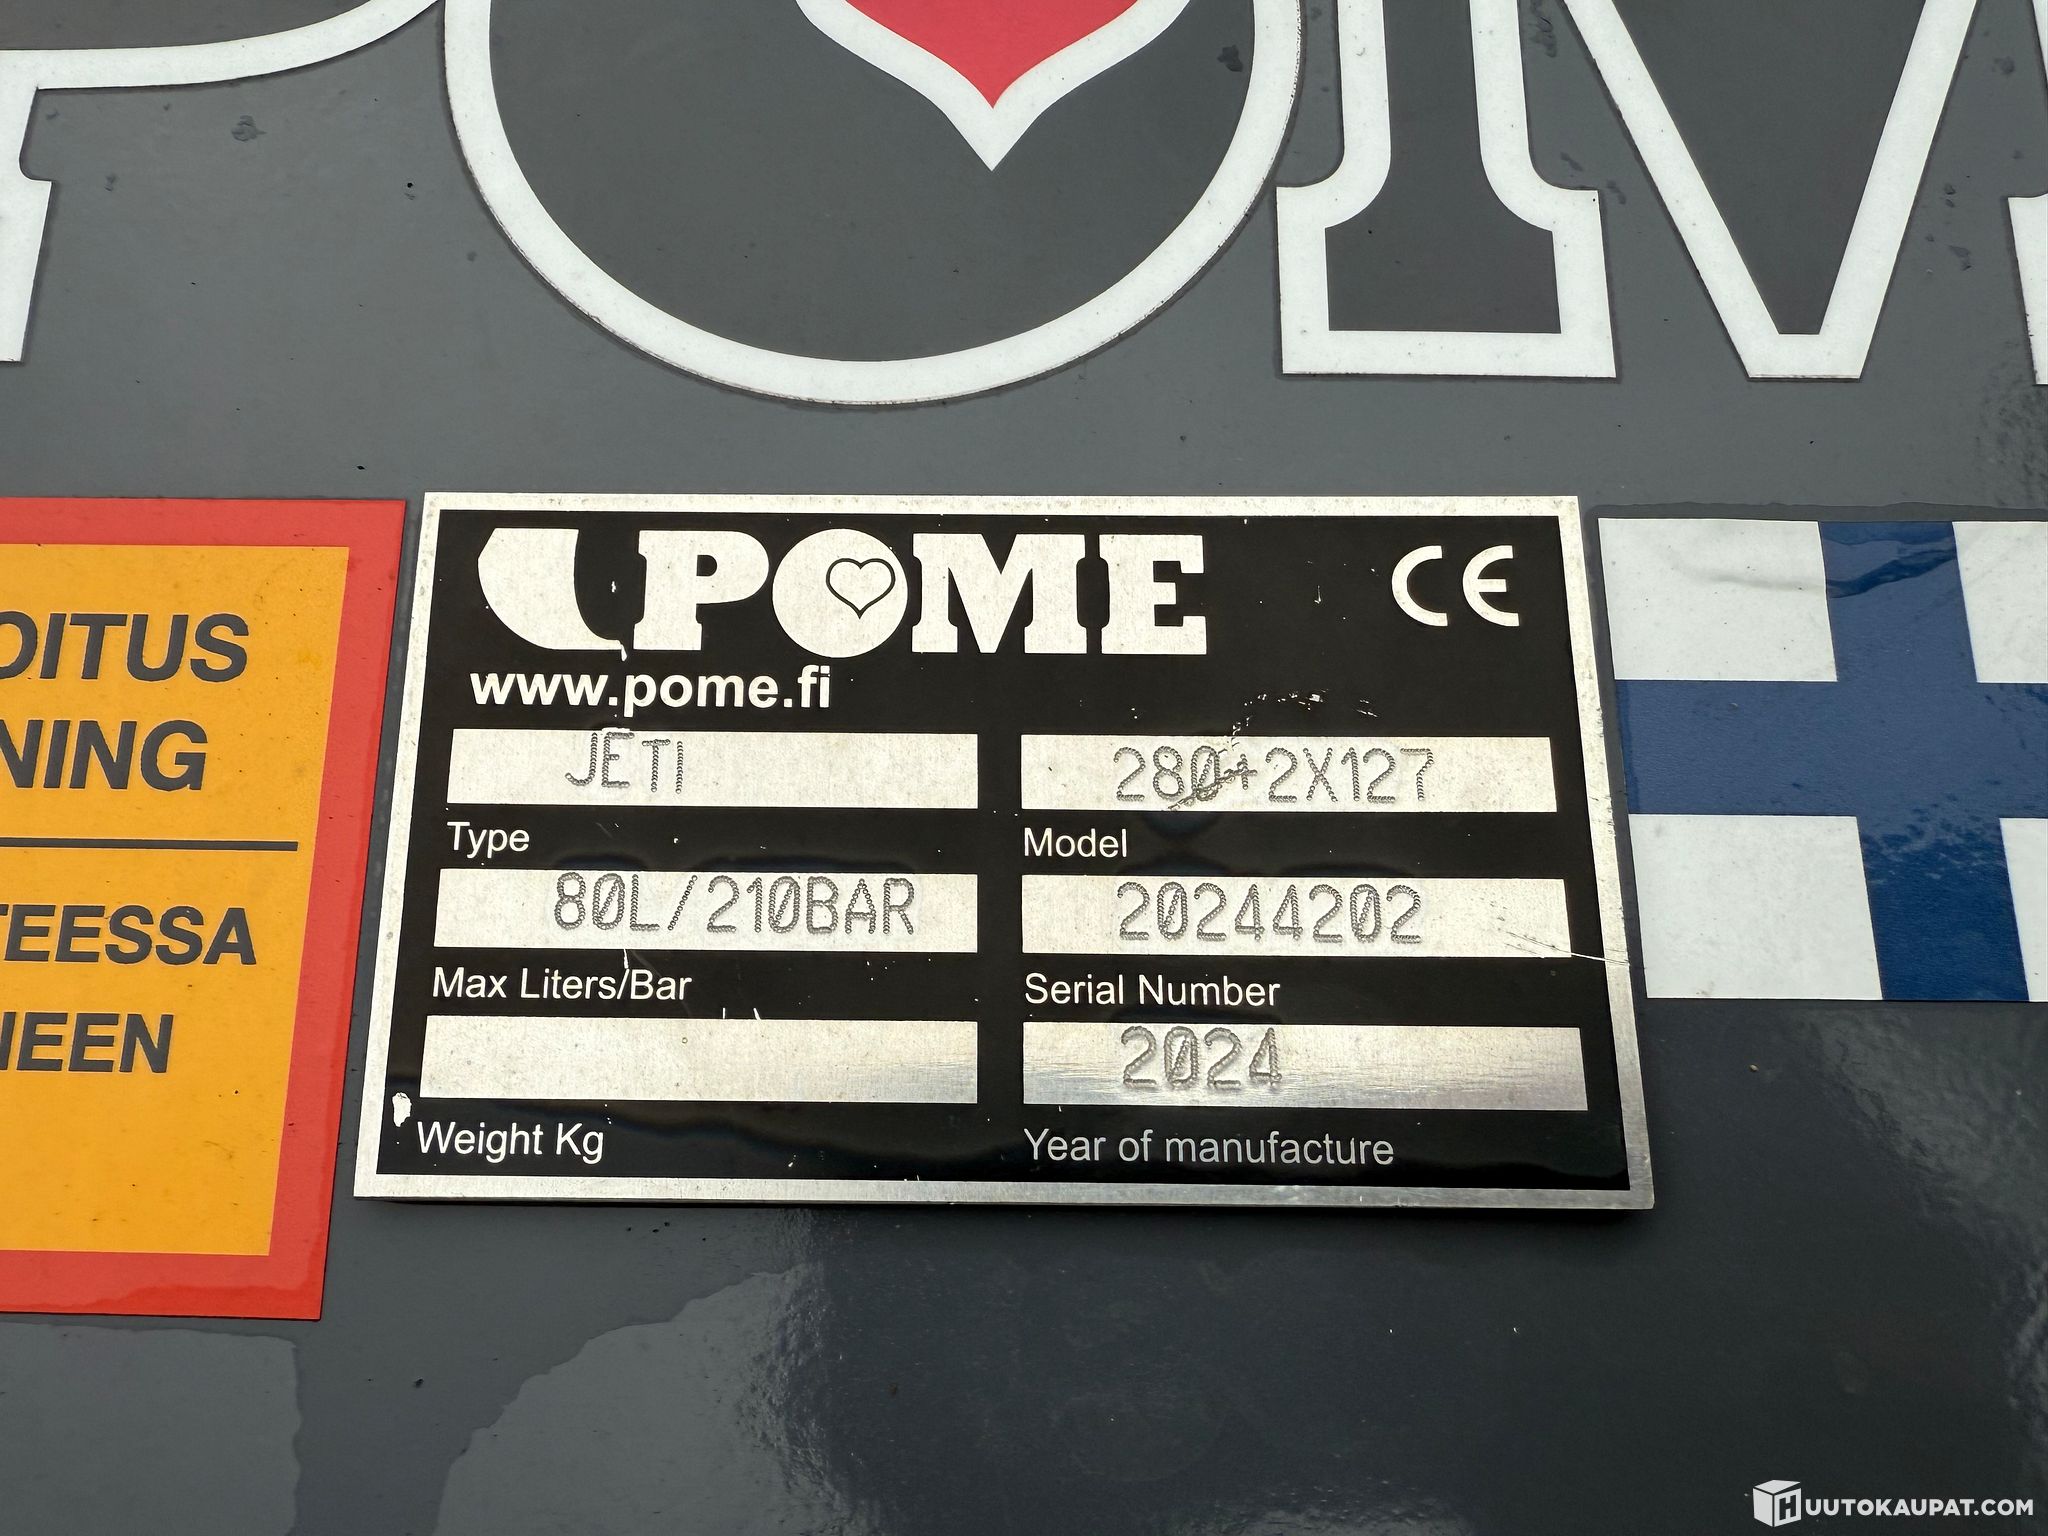 POME
CE
www.pome.fi
JETI
280+2X127
Type
Model
80L/210BAR
20244202
Max Liters/Bar
Serial Number
2024
Weight Kg
Year of manufacture
OITUS
NING
TEESSA
NEEN
HUUTOKAUPAT.COM